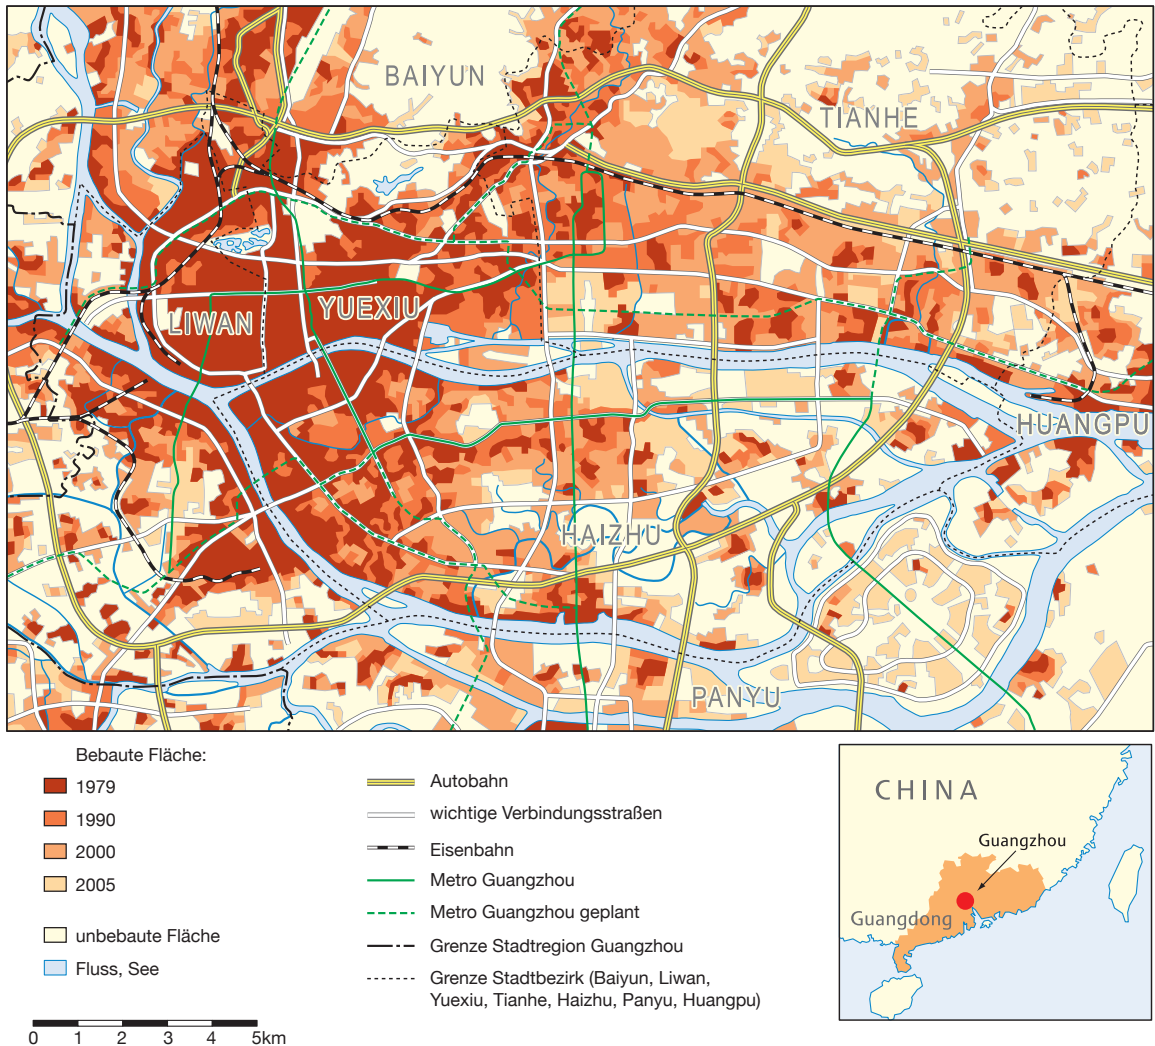 BAIYUN
TIANHE
LIWAN
YUEXIU
HUANGPU
HAIZHU
PANYU
Bebaute Fläche:
1979
1990
2000
2005
unbebaute Fläche
Fluss, See
0 1 2 3 4 5km
Autobahn
wichtige Verbindungsstraßen
Eisenbahn
Metro Guangzhou
Metro Guangzhou geplant
Grenze Stadtregion Guangzhou
Grenze Stadtbezirk (Baiyun, Liwan,
Yuexiu, Tianhe, Haizhu, Panyu, Huangpu)
CHINA
Guangzhou
Guangdong